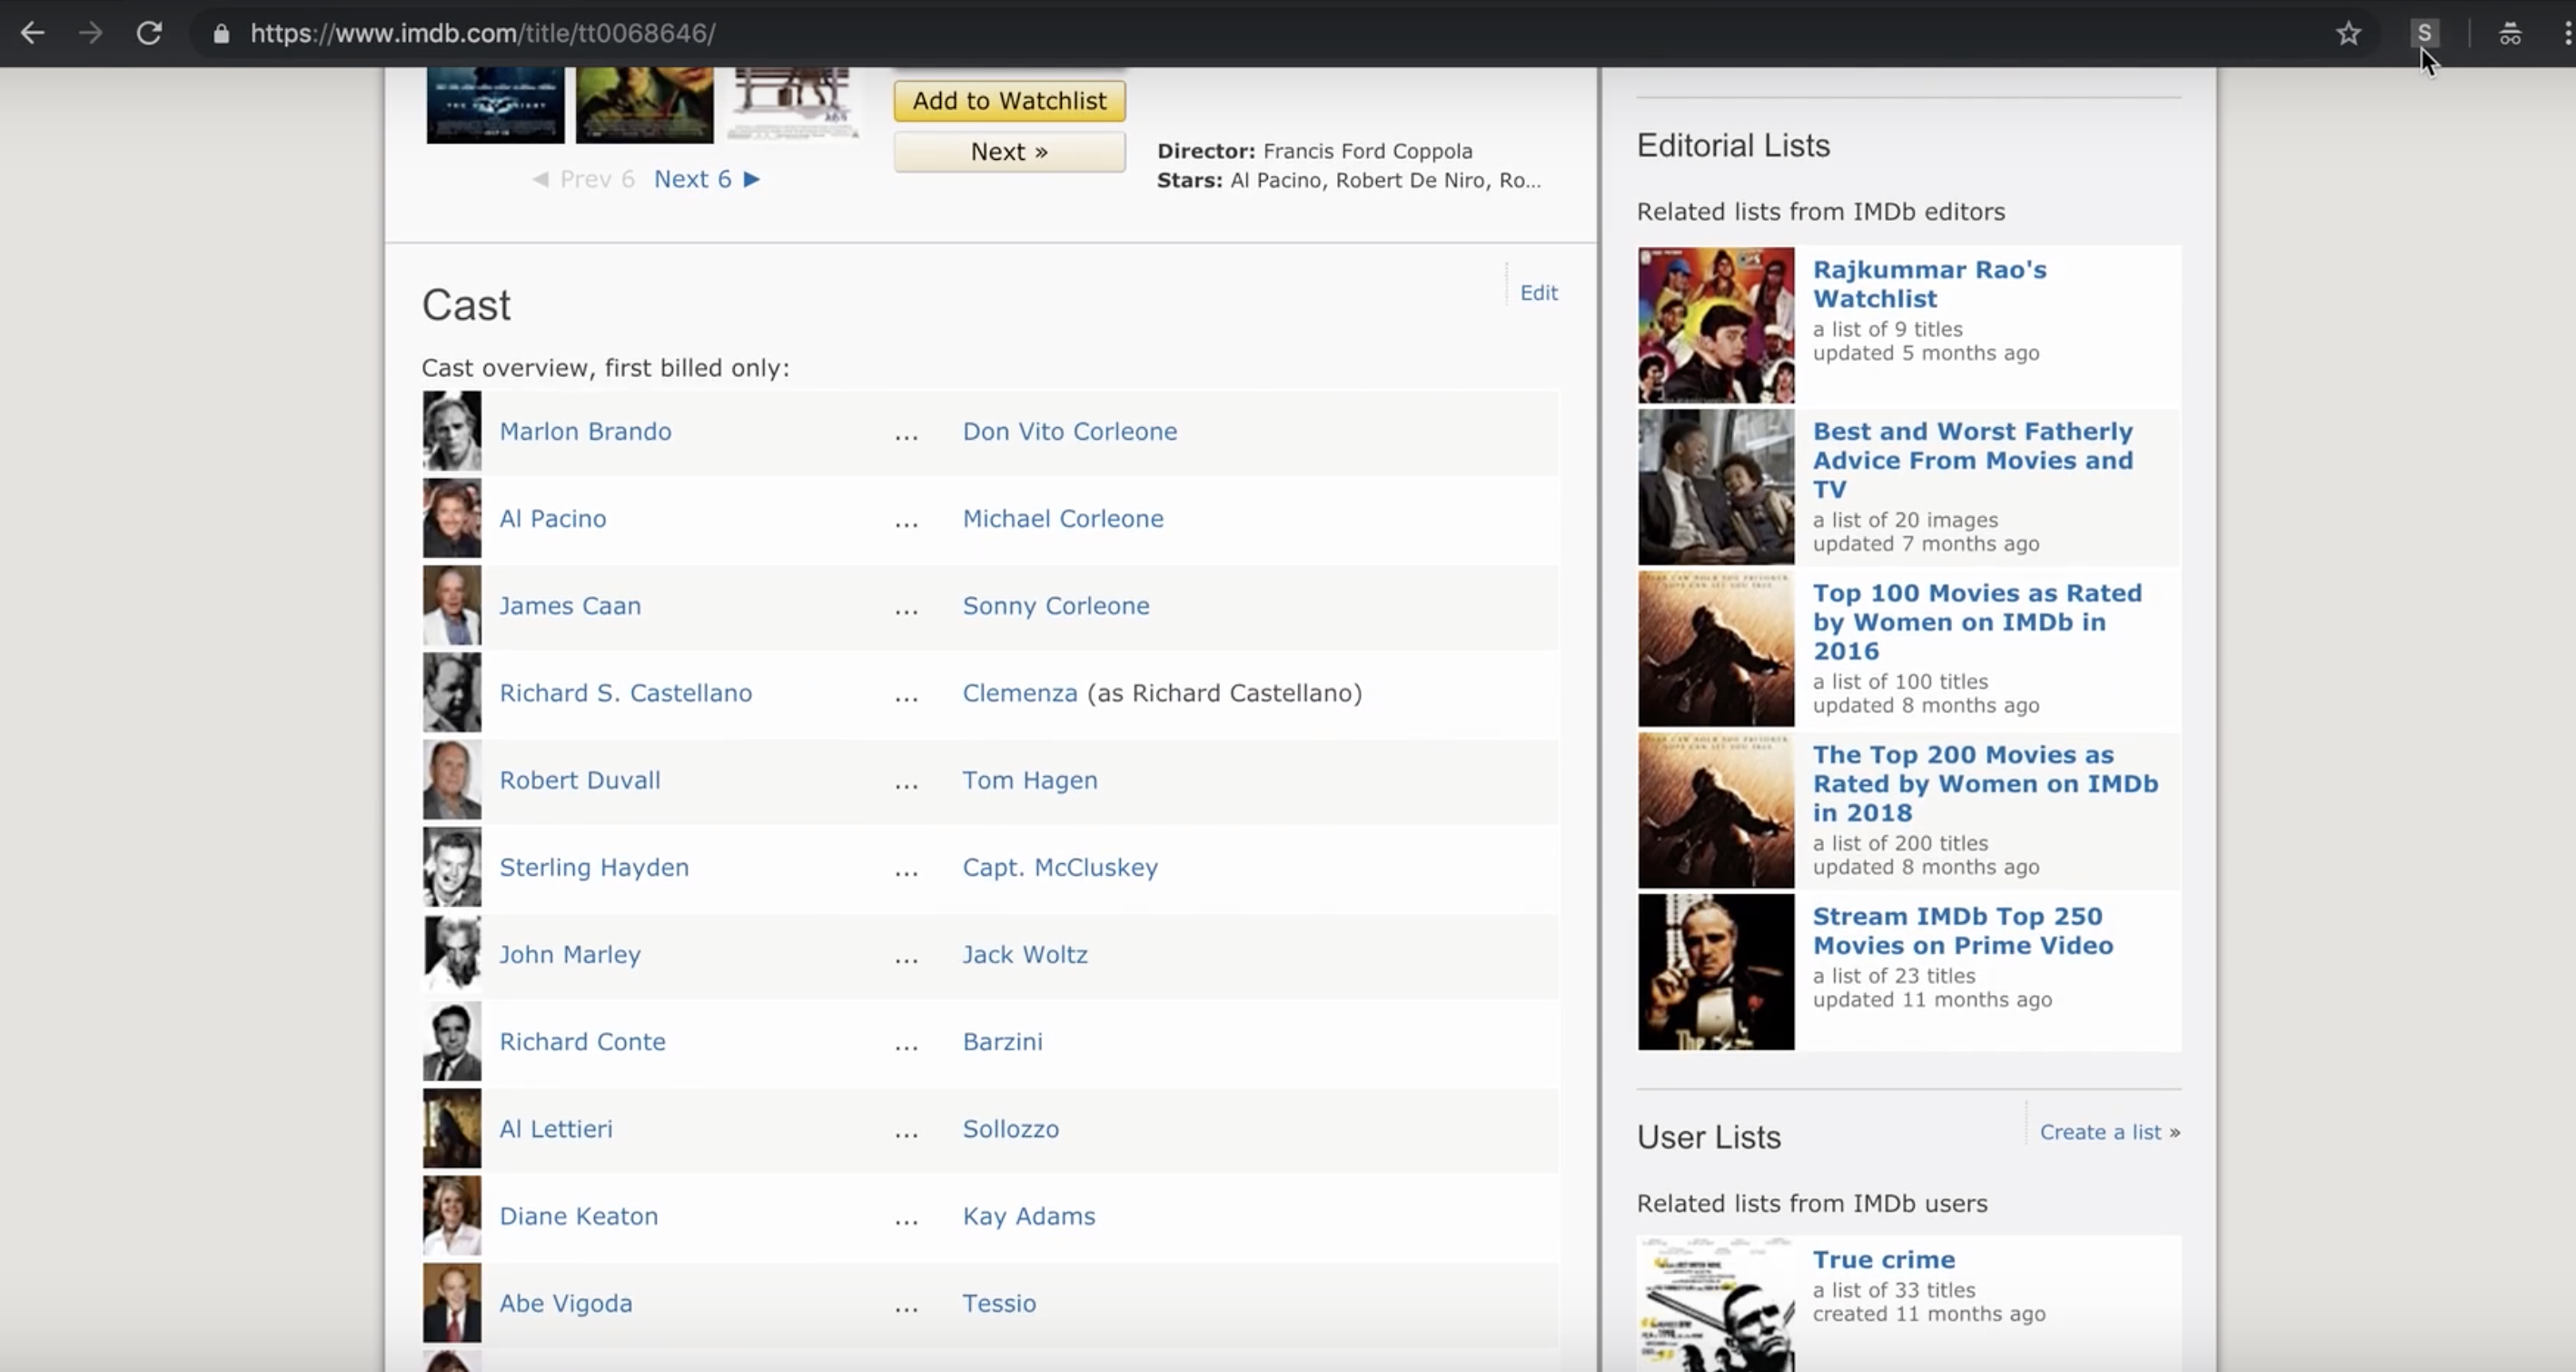 https://www.imdb.com/title/tt0068646/
S
THE DARK KNIGHT
Add to Watchlist
Next »
◀ Prev 6 Next 6 ▶
Director: Francis Ford Coppola
Stars: Al Pacino, Robert De Niro, Ro...
Cast
Edit
Cast overview, first billed only:
Marlon Brando ... Don Vito Corleone
Al Pacino ... Michael Corleone
James Caan ... Sonny Corleone
Richard S. Castellano ... Clemenza (as Richard Castellano)
Robert Duvall ... Tom Hagen
Sterling Hayden ... Capt. McCluskey
John Marley ... Jack Woltz
Richard Conte ... Barzini
Al Lettieri ... Sollozzo
Diane Keaton ... Kay Adams
Abe Vigoda ... Tessio
Editorial Lists
Related lists from IMDb editors
Rajkummar Rao's
Watchlist
a list of 9 titles
updated 5 months ago
Best and Worst Fatherly
Advice From Movies and
TV
a list of 20 images
updated 7 months ago
Top 100 Movies as Rated
by Women on IMDb in
2016
a list of 100 titles
updated 8 months ago
The Top 200 Movies as
Rated by Women on IMDb
in 2018
a list of 200 titles
updated 8 months ago
Stream IMDb Top 250
Movies on Prime Video
a list of 23 titles
updated 11 months ago
The
User Lists
Create a list »
Related lists from IMDb users
True crime
a list of 33 titles
created 11 months ago